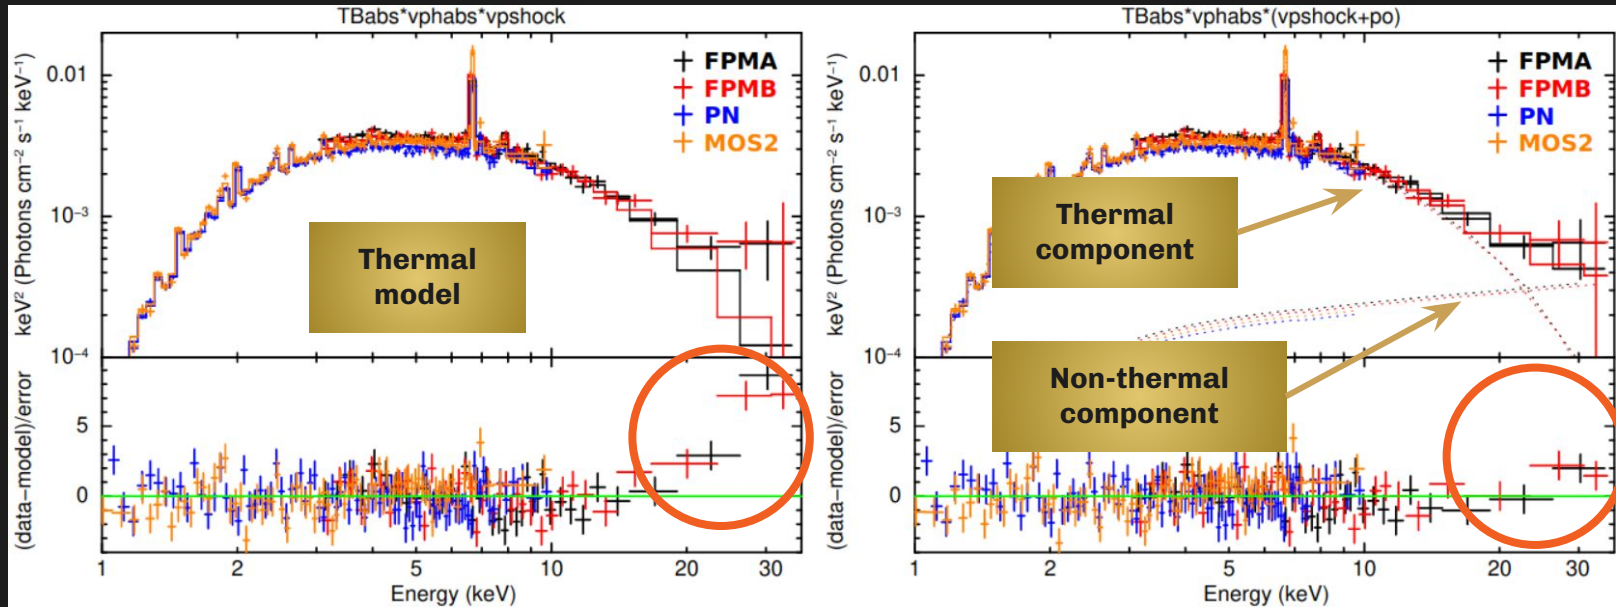 TBabs*vphabs*vpshock
FPMA
FPMB
PN
MOS2
0.01
10⁻³
10⁻⁴
keV² (Photons cm⁻² s⁻¹ keV⁻¹)
Thermal
model
5
0
(data−model)/error
1 2 5 10 20 30
Energy (keV)
TBabs*vphabs*(vpshock+po)
FPMA
FPMB
PN
MOS2
0.01
10⁻³
10⁻⁴
keV² (Photons cm⁻² s⁻¹ keV⁻¹)
Thermal
component
Non-thermal
component
5
0
(data−model)/error
1 2 5 10 20 30
Energy (keV)